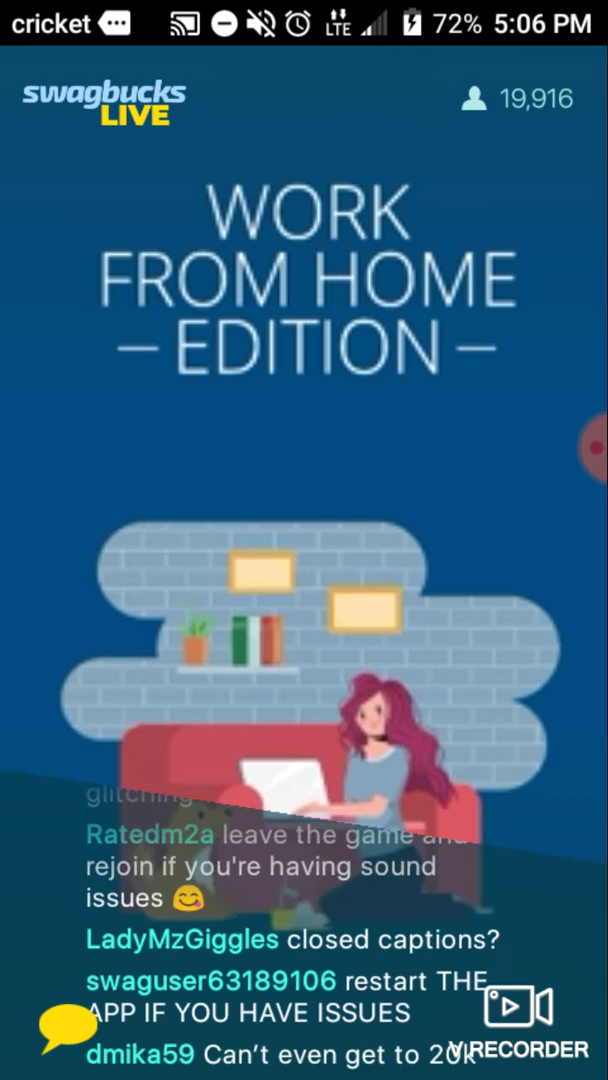 cricket LTE 72% 5:06 PM
swagbucks
LIVE
19,916
WORK
FROM HOME
– EDITION –
glitching
Ratedm2a leave the game and
rejoin if you're having sound
issues 😋
LadyMzGiggles closed captions?
swaguser63189106 restart THE
APP IF YOU HAVE ISSUES
dmika59 Can't even get to 20k
V RECORDER